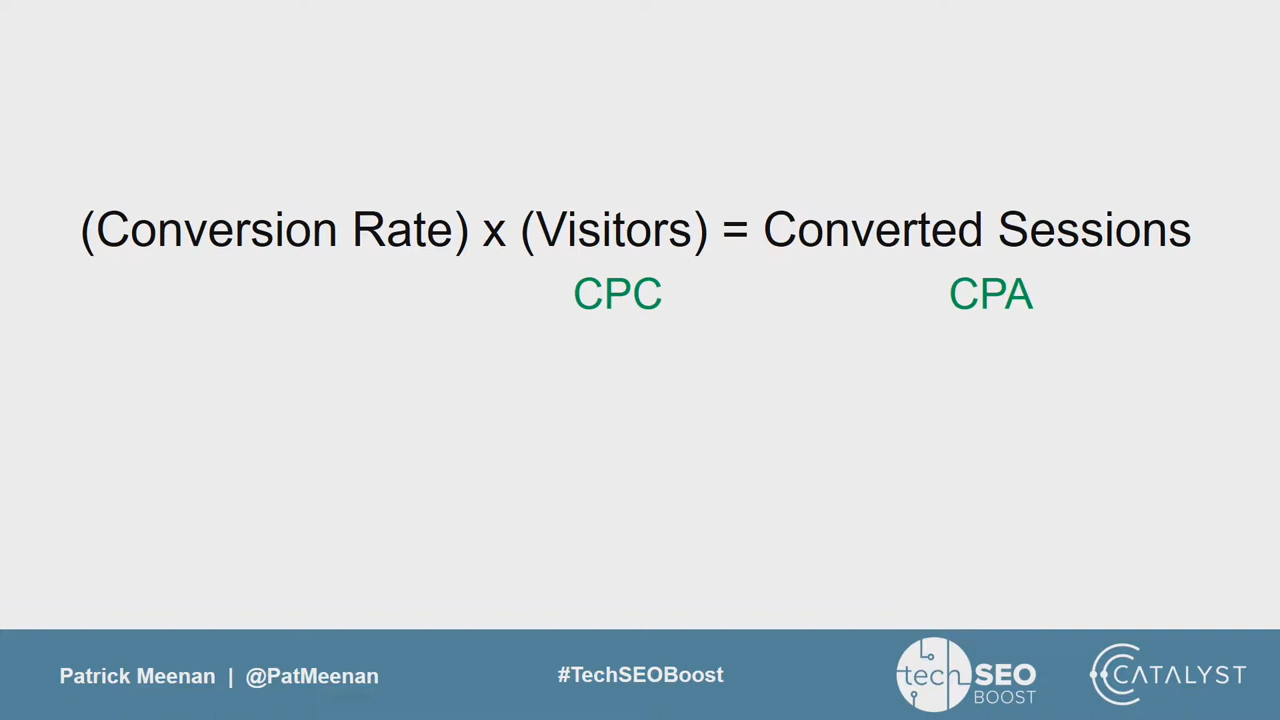 (Conversion Rate) x (Visitors) = Converted Sessions
CPC CPA
Patrick Meenan | @PatMeenan
#TechSEOBoost
tech SEO
BOOST
CATALYST